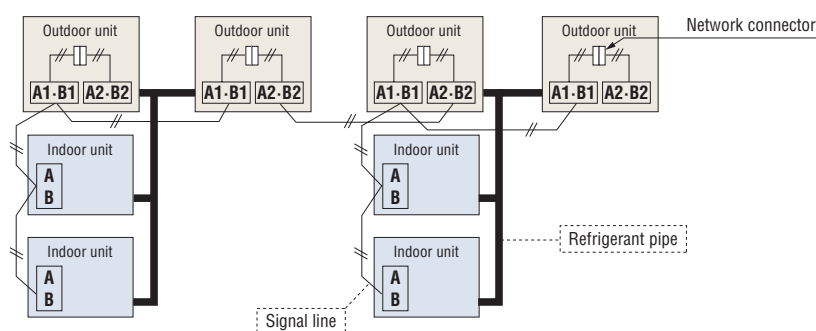 Outdoor unit
A1·B1 A2·B2
Outdoor unit
A1·B1 A2·B2
Outdoor unit
A1·B1 A2·B2
Outdoor unit
A1·B1 A2·B2
Network connector
Indoor unit
A
B
Indoor unit
A
B
Indoor unit
A
B
Indoor unit
A
B
Refrigerant pipe
Signal line